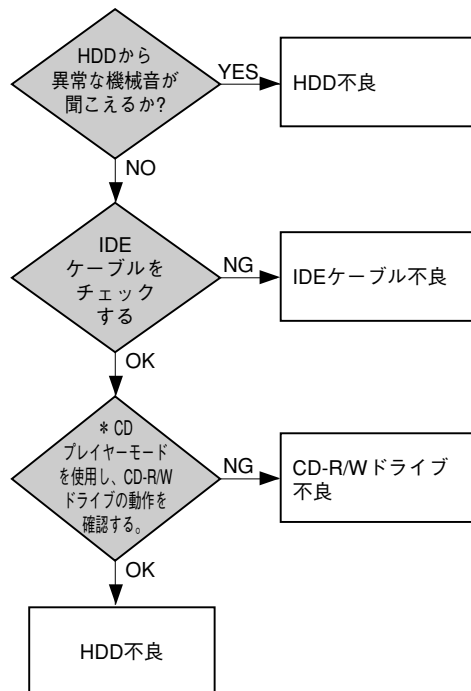 HDDから
異常な機械音が
聞こえるか?
YES
HDD不良
NO
IDE
ケーブルを
チェック
する
NG
IDEケーブル不良
OK
＊CD
プレイヤーモード
を使用し、CD-R/W
ドライブの動作を
確認する。
NG
CD-R/Wドライブ
不良
OK
HDD不良